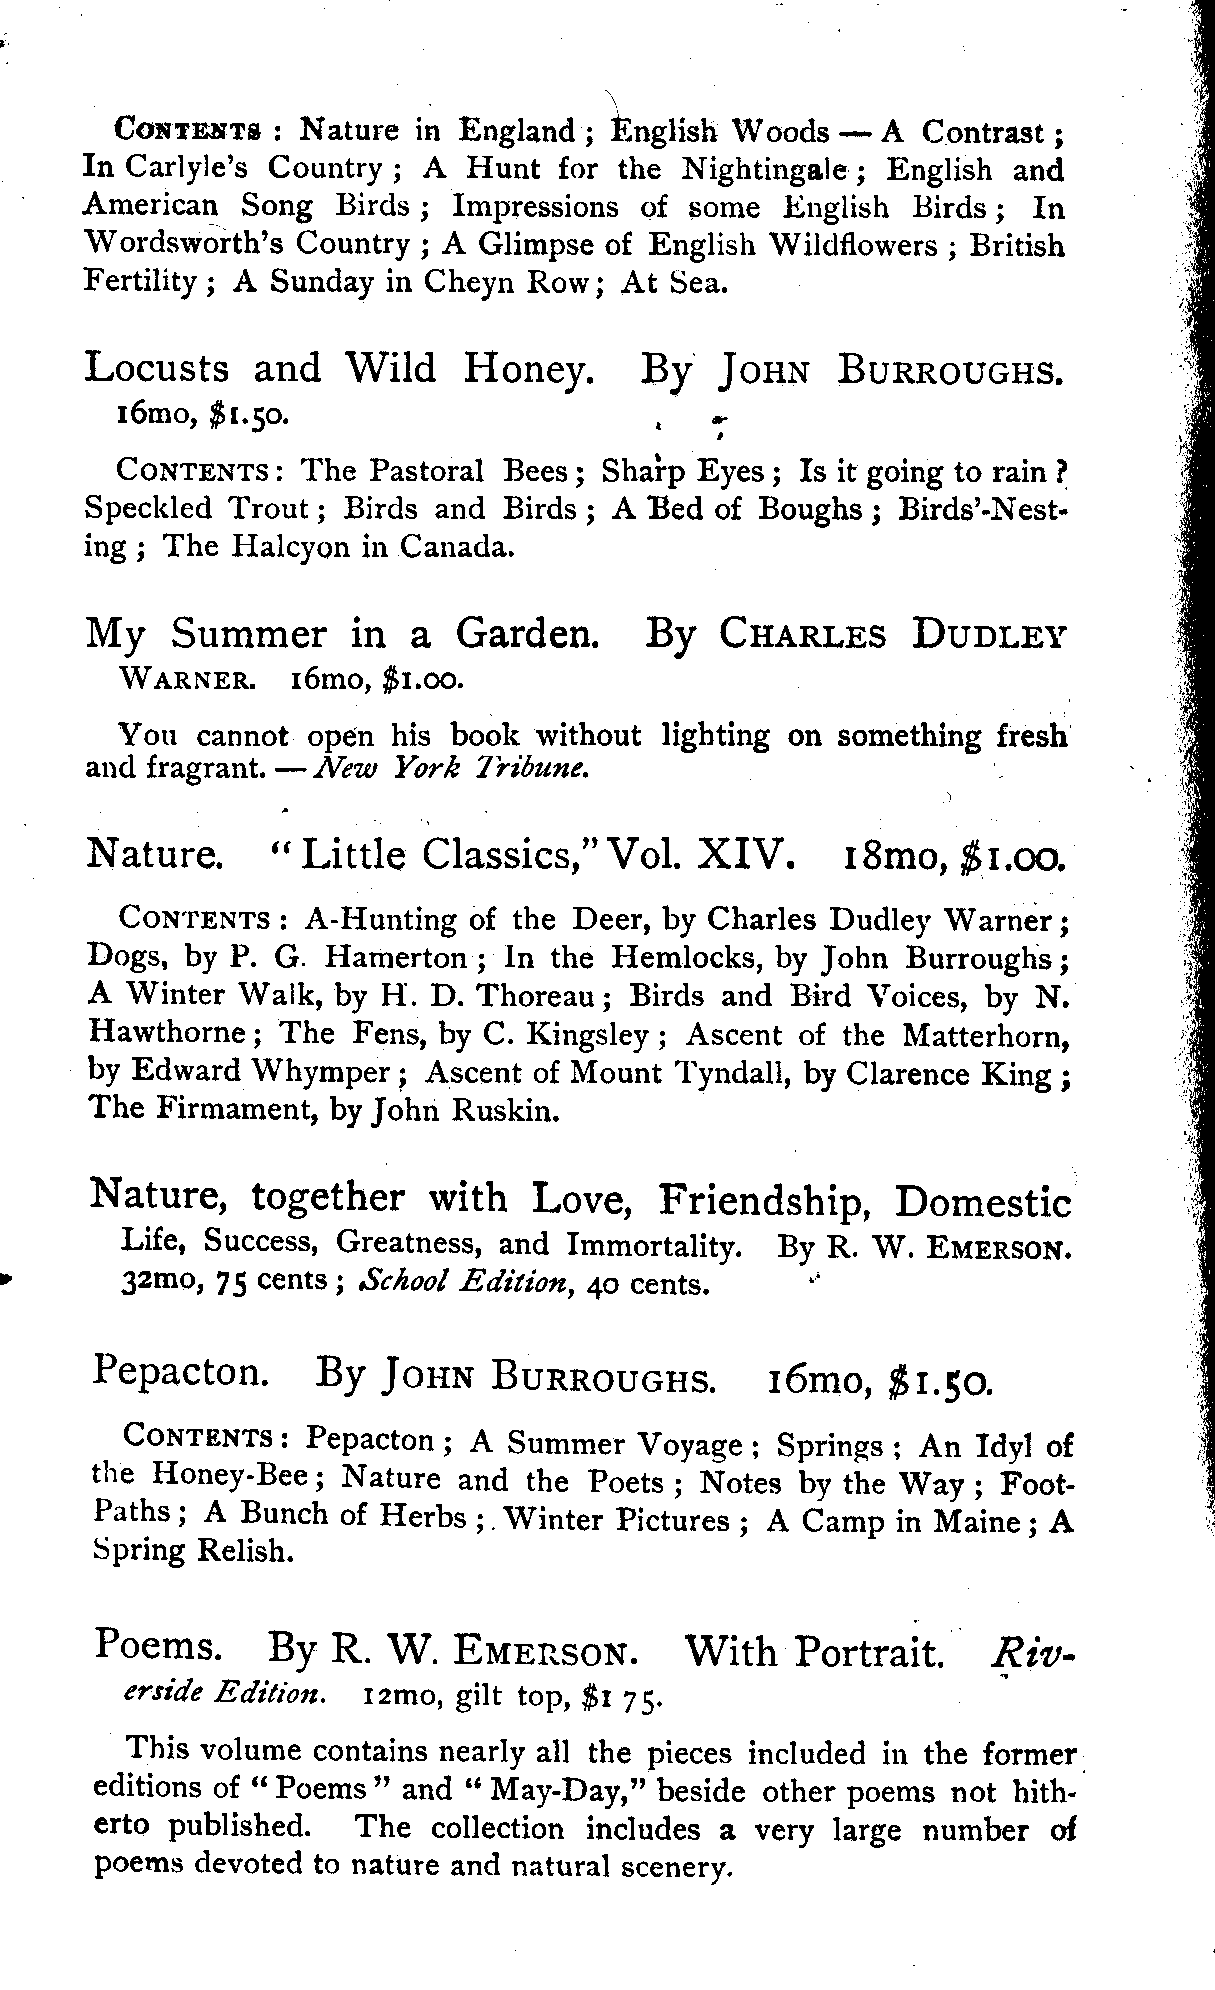 CONTENTS : Nature in England ; English Woods — A Contrast ;
In Carlyle's Country ; A Hunt for the Nightingale ; English and
American Song Birds ; Impressions of some English Birds ; In
Wordsworth's Country ; A Glimpse of English Wildflowers ; British
Fertility ; A Sunday in Cheyn Row ; At Sea.
Locusts and Wild Honey. By JOHN BURROUGHS.
16mo, $1.50.
CONTENTS : The Pastoral Bees ; Sharp Eyes ; Is it going to rain ?
Speckled Trout ; Birds and Birds ; A Bed of Boughs ; Birds'-Nest-
ing ; The Halcyon in Canada.
My Summer in a Garden. By CHARLES DUDLEY
WARNER. 16mo, $1.00.
You cannot open his book without lighting on something fresh
and fragrant. — New York Tribune.
Nature. "Little Classics," Vol. XIV. 18mo, $1.00.
CONTENTS : A-Hunting of the Deer, by Charles Dudley Warner ;
Dogs, by P. G. Hamerton ; In the Hemlocks, by John Burroughs ;
A Winter Walk, by H. D. Thoreau ; Birds and Bird Voices, by N.
Hawthorne ; The Fens, by C. Kingsley ; Ascent of the Matterhorn,
by Edward Whymper ; Ascent of Mount Tyndall, by Clarence King ;
The Firmament, by John Ruskin.
Nature, together with Love, Friendship, Domestic
Life, Success, Greatness, and Immortality. By R. W. EMERSON.
32mo, 75 cents ; School Edition, 40 cents.
Pepacton. By JOHN BURROUGHS. 16mo, $1.50.
CONTENTS : Pepacton ; A Summer Voyage ; Springs ; An Idyl of
the Honey-Bee ; Nature and the Poets ; Notes by the Way ; Foot-
Paths ; A Bunch of Herbs ; Winter Pictures ; A Camp in Maine ; A
Spring Relish.
Poems. By R. W. EMERSON. With Portrait. Riv-
erside Edition. 12mo, gilt top, $1 75.
This volume contains nearly all the pieces included in the former
editions of "Poems" and "May-Day," beside other poems not hith-
erto published. The collection includes a very large number of
poems devoted to nature and natural scenery.